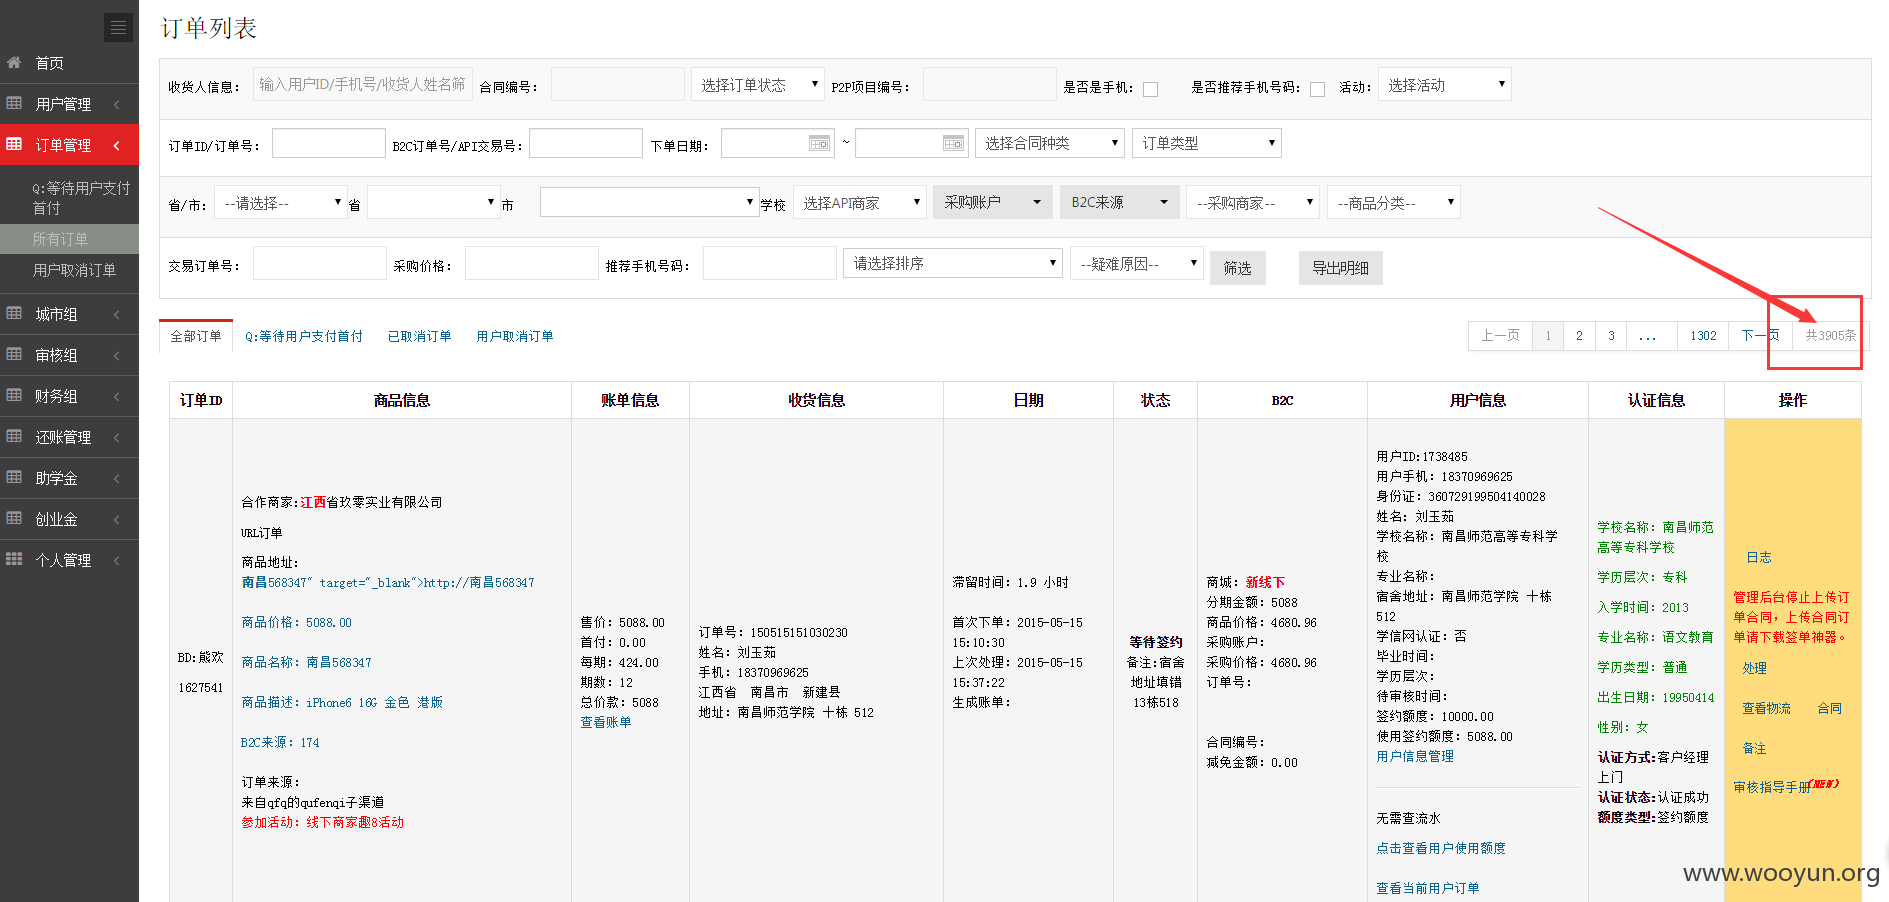 订单列表
首页
用户管理
订单管理
Q:等待用户支付
首付
所有订单
用户取消订单
城市组
审核组
财务组
还账管理
助学金
创业金
个人管理
收货人信息： 输入用户ID/手机号/收货人姓名筛 合同编号： 选择订单状态 P2P项目编号： 是否是手机： 是否推荐手机号码： 活动： 选择活动
订单ID/订单号： B2C订单号/API交易号： 下单日期： ~ 选择合同种类 订单类型
省/市： --请选择-- 省 市 学校 选择API商家 采购账户 B2C来源 --采购商家-- --商品分类--
交易订单号： 采购价格： 推荐手机号码： 请选择排序 --疑难原因-- 筛选 导出明细
全部订单 Q:等待用户支付首付 已取消订单 用户取消订单
上一页 1 2 3 ... 1302 下一页 共3905条
订单ID 商品信息 账单信息 收货信息 日期 状态 B2C 用户信息 认证信息 操作
BD:熊欢
1627541
合作商家:江西省玖零实业有限公司
URL订单
商品地址：
南昌568347" target="_blank">http://南昌568347
商品价格：5088.00
商品名称：南昌568347
商品描述：iPhone6 16G 金色 港版
B2C来源：174
订单来源：
来自qfq的qufenqi子渠道
参加活动：线下商家趣8活动
售价：5088.00
首付：0.00
每期：424.00
期数：12
总价款：5088
查看账单
订单号：150515151030230
姓名：刘玉茹
手机：18370969625
江西省 南昌市 新建县
地址：南昌师范学院 十栋 512
滞留时间：1.9 小时
首次下单：2015-05-15
15:10:30
上次处理：2015-05-15
15:37:22
生成账单：
等待签约
备注:宿舍
地址填错
13栋518
商城：新线下
分期金额：5088
商品价格：4680.96
采购账户：
采购价格：4680.96
订单号：
合同编号：
减免金额：0.00
用户ID:1738485
用户手机：18370969625
身份证：360729199504140028
姓名：刘玉茹
学校名称：南昌师范高等专科学
校
专业名称：
宿舍地址：南昌师范学院 十栋
512
学信网认证：否
毕业时间：
学历层次：
待审核时间：
签约额度：10000.00
使用签约额度：5088.00
用户信息管理
无需查流水
点击查看用户使用额度
查看当前用户订单
学校名称：南昌师范
高等专科学校
学历层次：专科
入学时间：2013
专业名称：语文教育
学历类型：普通
出生日期：19950414
性别：女
认证方式:客户经理
上门
认证状态:认证成功
额度类型:签约额度
日志
管理后台停止上传订
单合同，上传合同订
单请下载签单神器。
处理
查看物流 合同
备注
审核指导手册(NEW)
www.wooyun.org